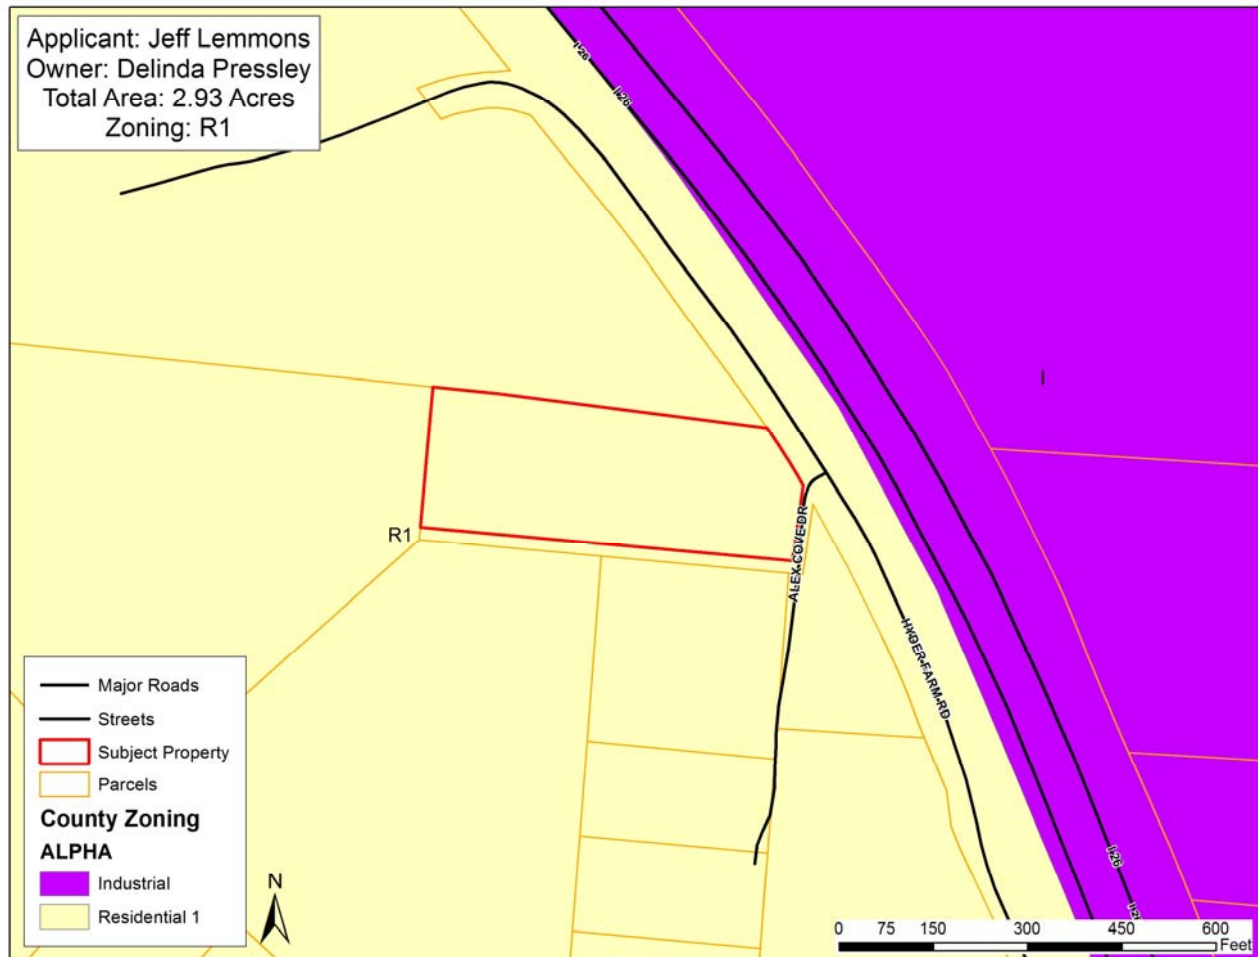 Applicant: Jeff Lemmons
Owner: Delinda Pressley
Total Area: 2.93 Acres
Zoning: R1
I 26
I 26
I
R1
ALEX COVE DR
HYDER FARM RD
I 26
I 26
Major Roads
Streets
Subject Property
Parcels
County Zoning
ALPHA
Industrial
Residential 1
N
0 75 150 300 450 600
Feet